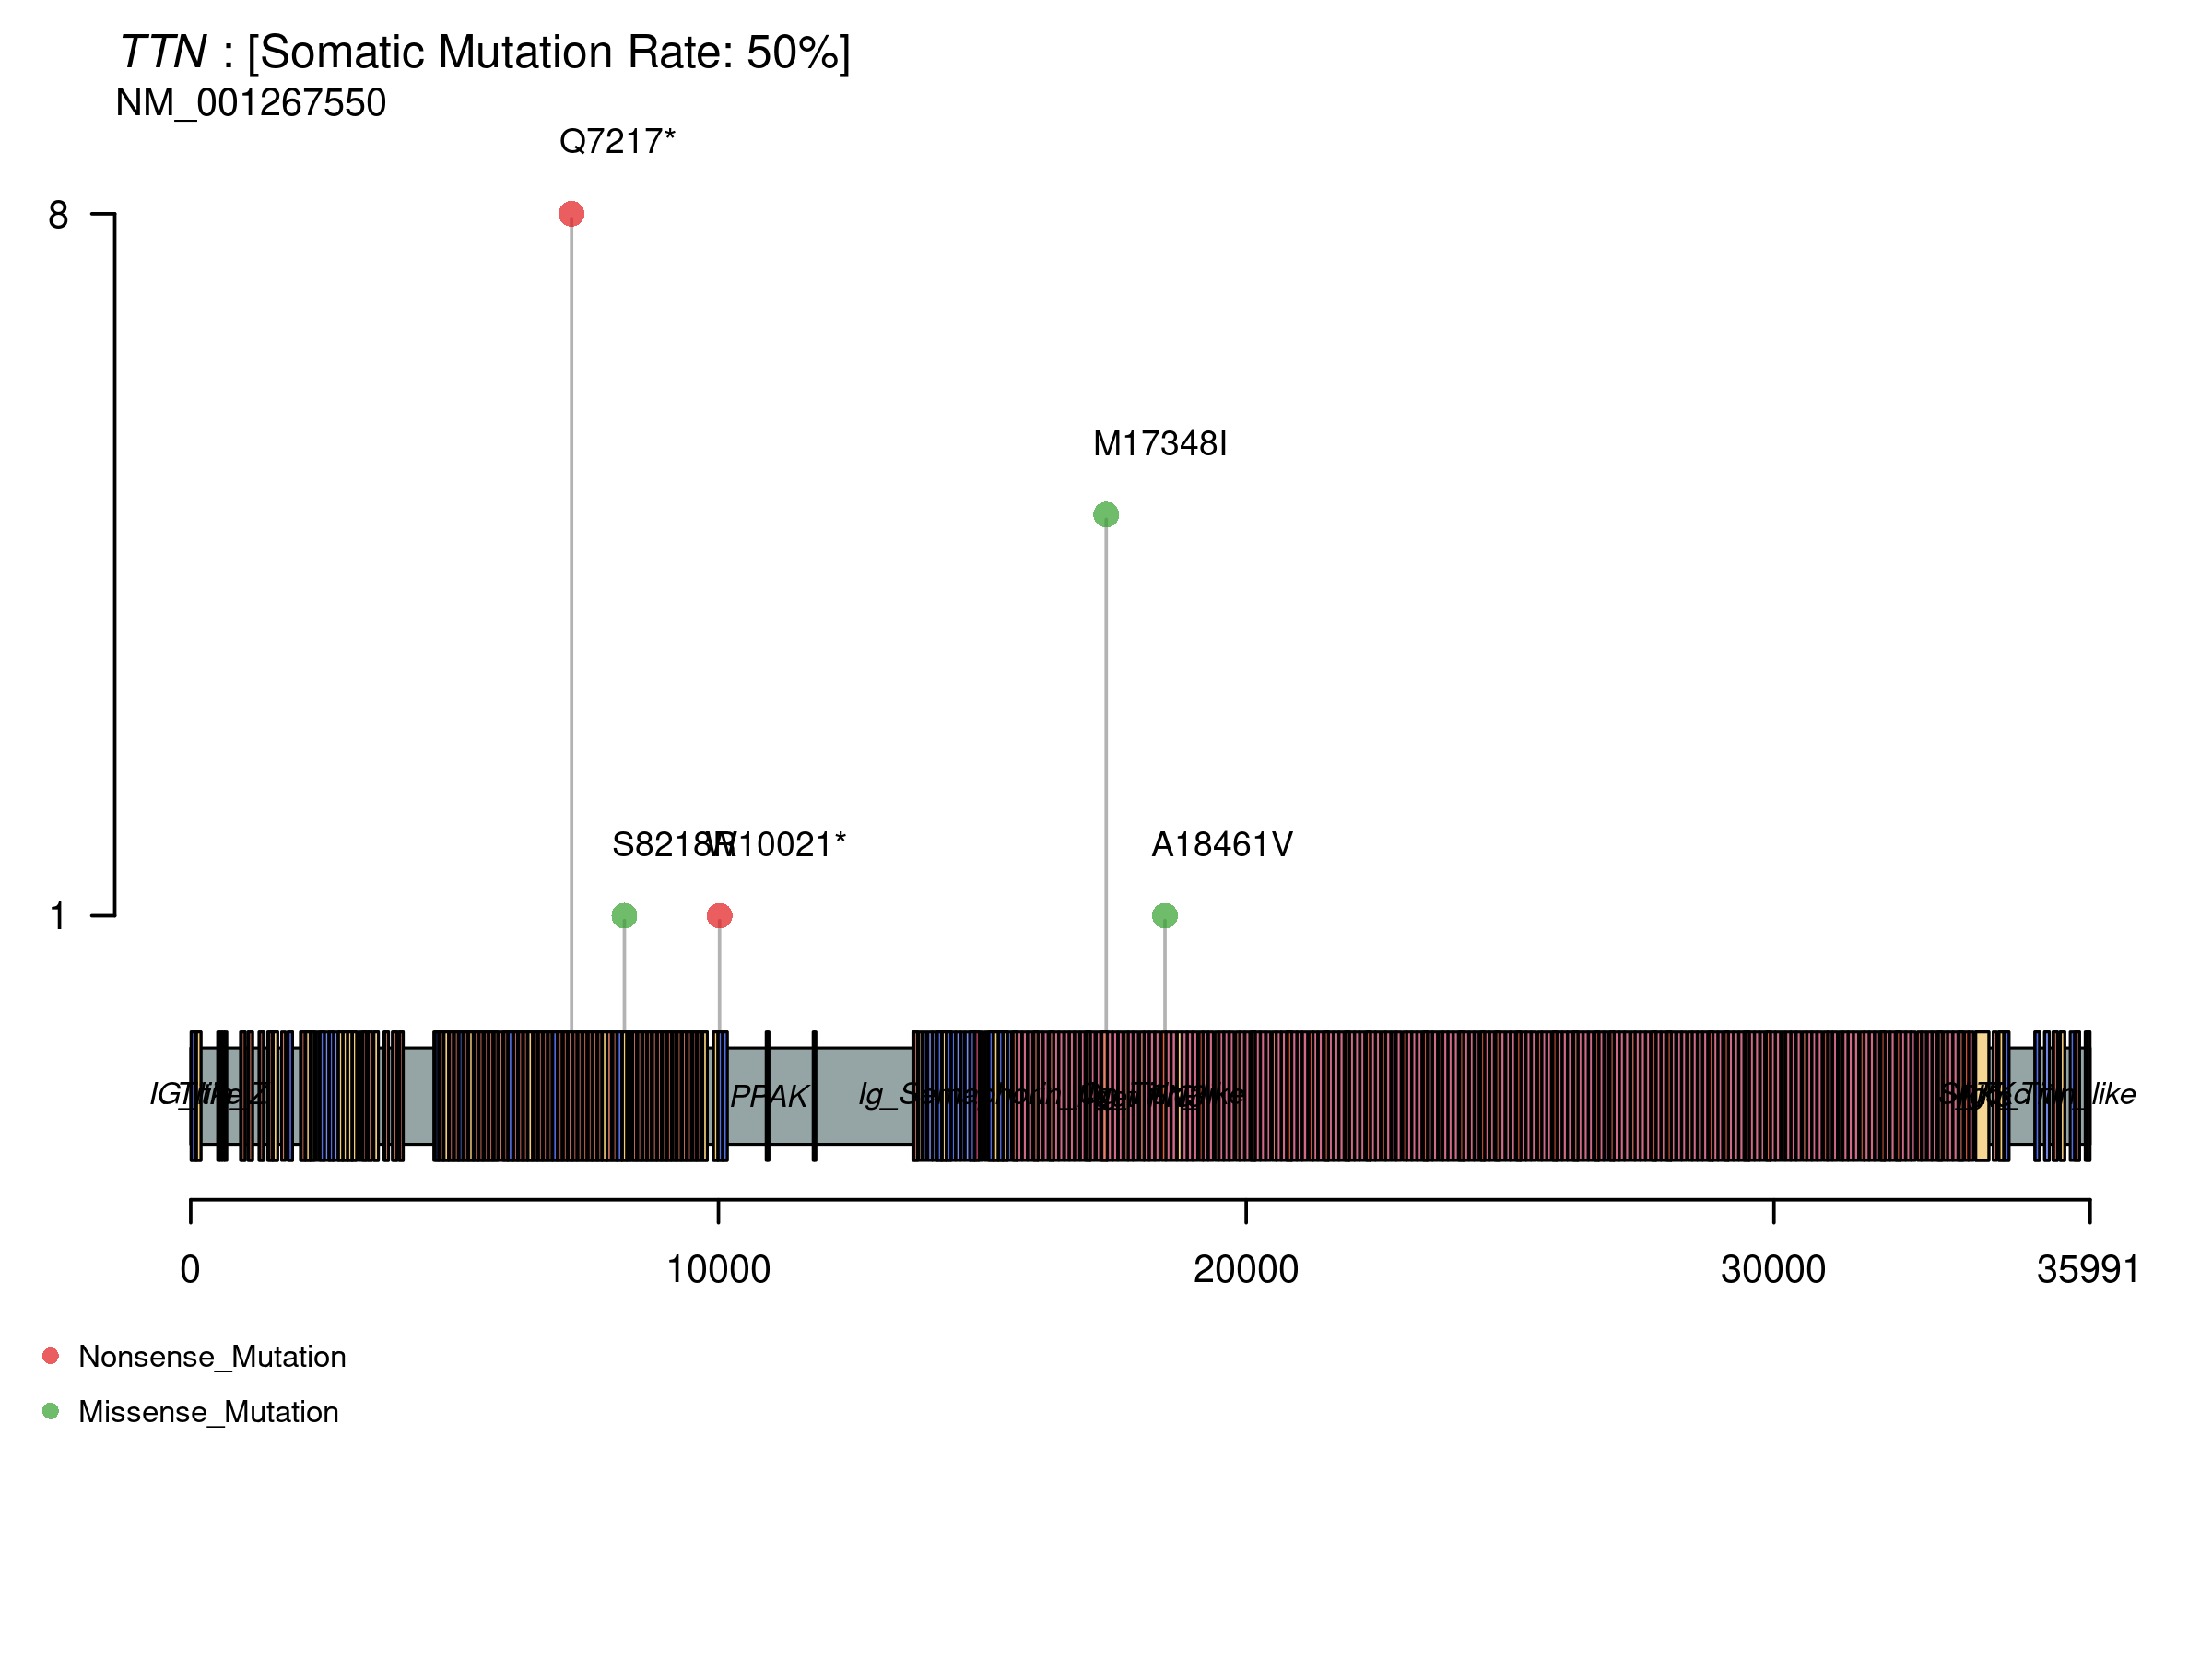 TTN : [Somatic Mutation Rate: 50%]
NM_001267550
Q7217*
8
M17348I
R10021*
A18461V
1
PPAK
0
10000
20000
30000
35991
Nonsense_Mutation
Missense_Mutation